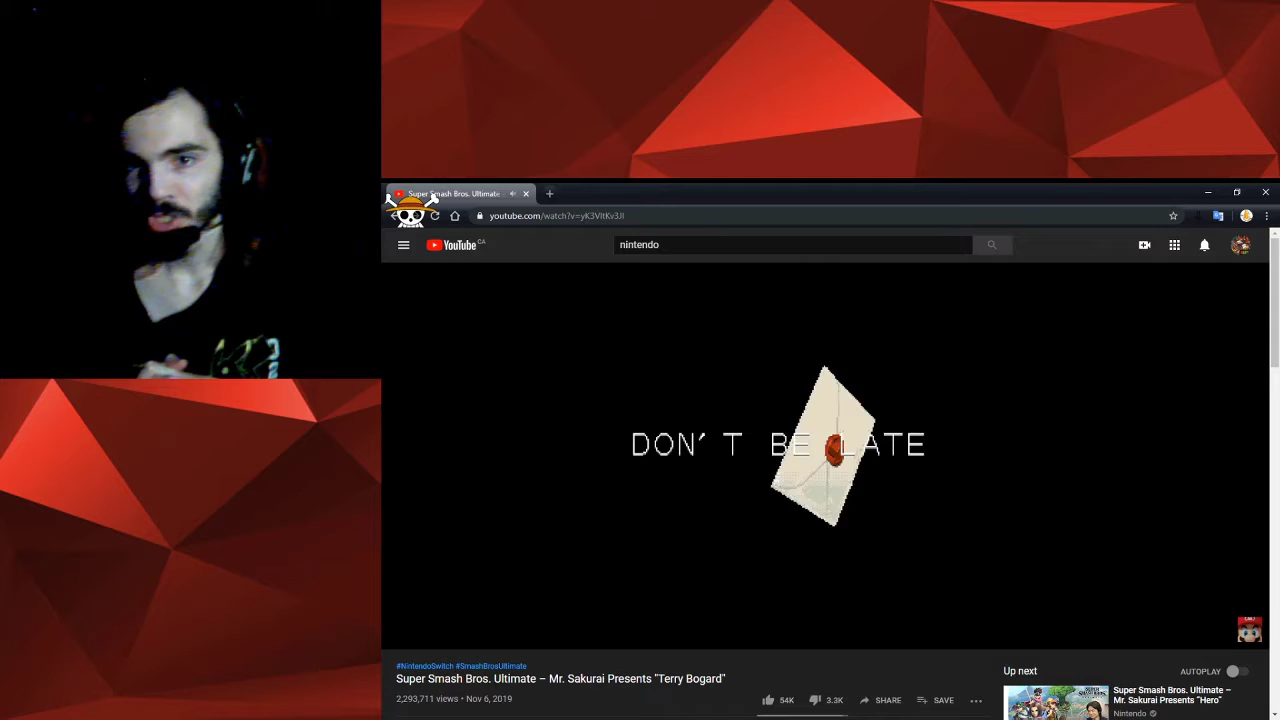 Super Smash Bros. Ultimate
youtube.com/watch?v=yK3VltKv3JI
YouTube CA
nintendo
DON'T BE LATE
#NintendoSwitch #SmashBrosUltimate
Super Smash Bros. Ultimate – Mr. Sakurai Presents "Terry Bogard"
2,293,711 views • Nov 6, 2019
54K
3.3K
SHARE
SAVE
Up next
AUTOPLAY
Super Smash Bros. Ultimate –
Mr. Sakurai Presents "Hero"
Nintendo